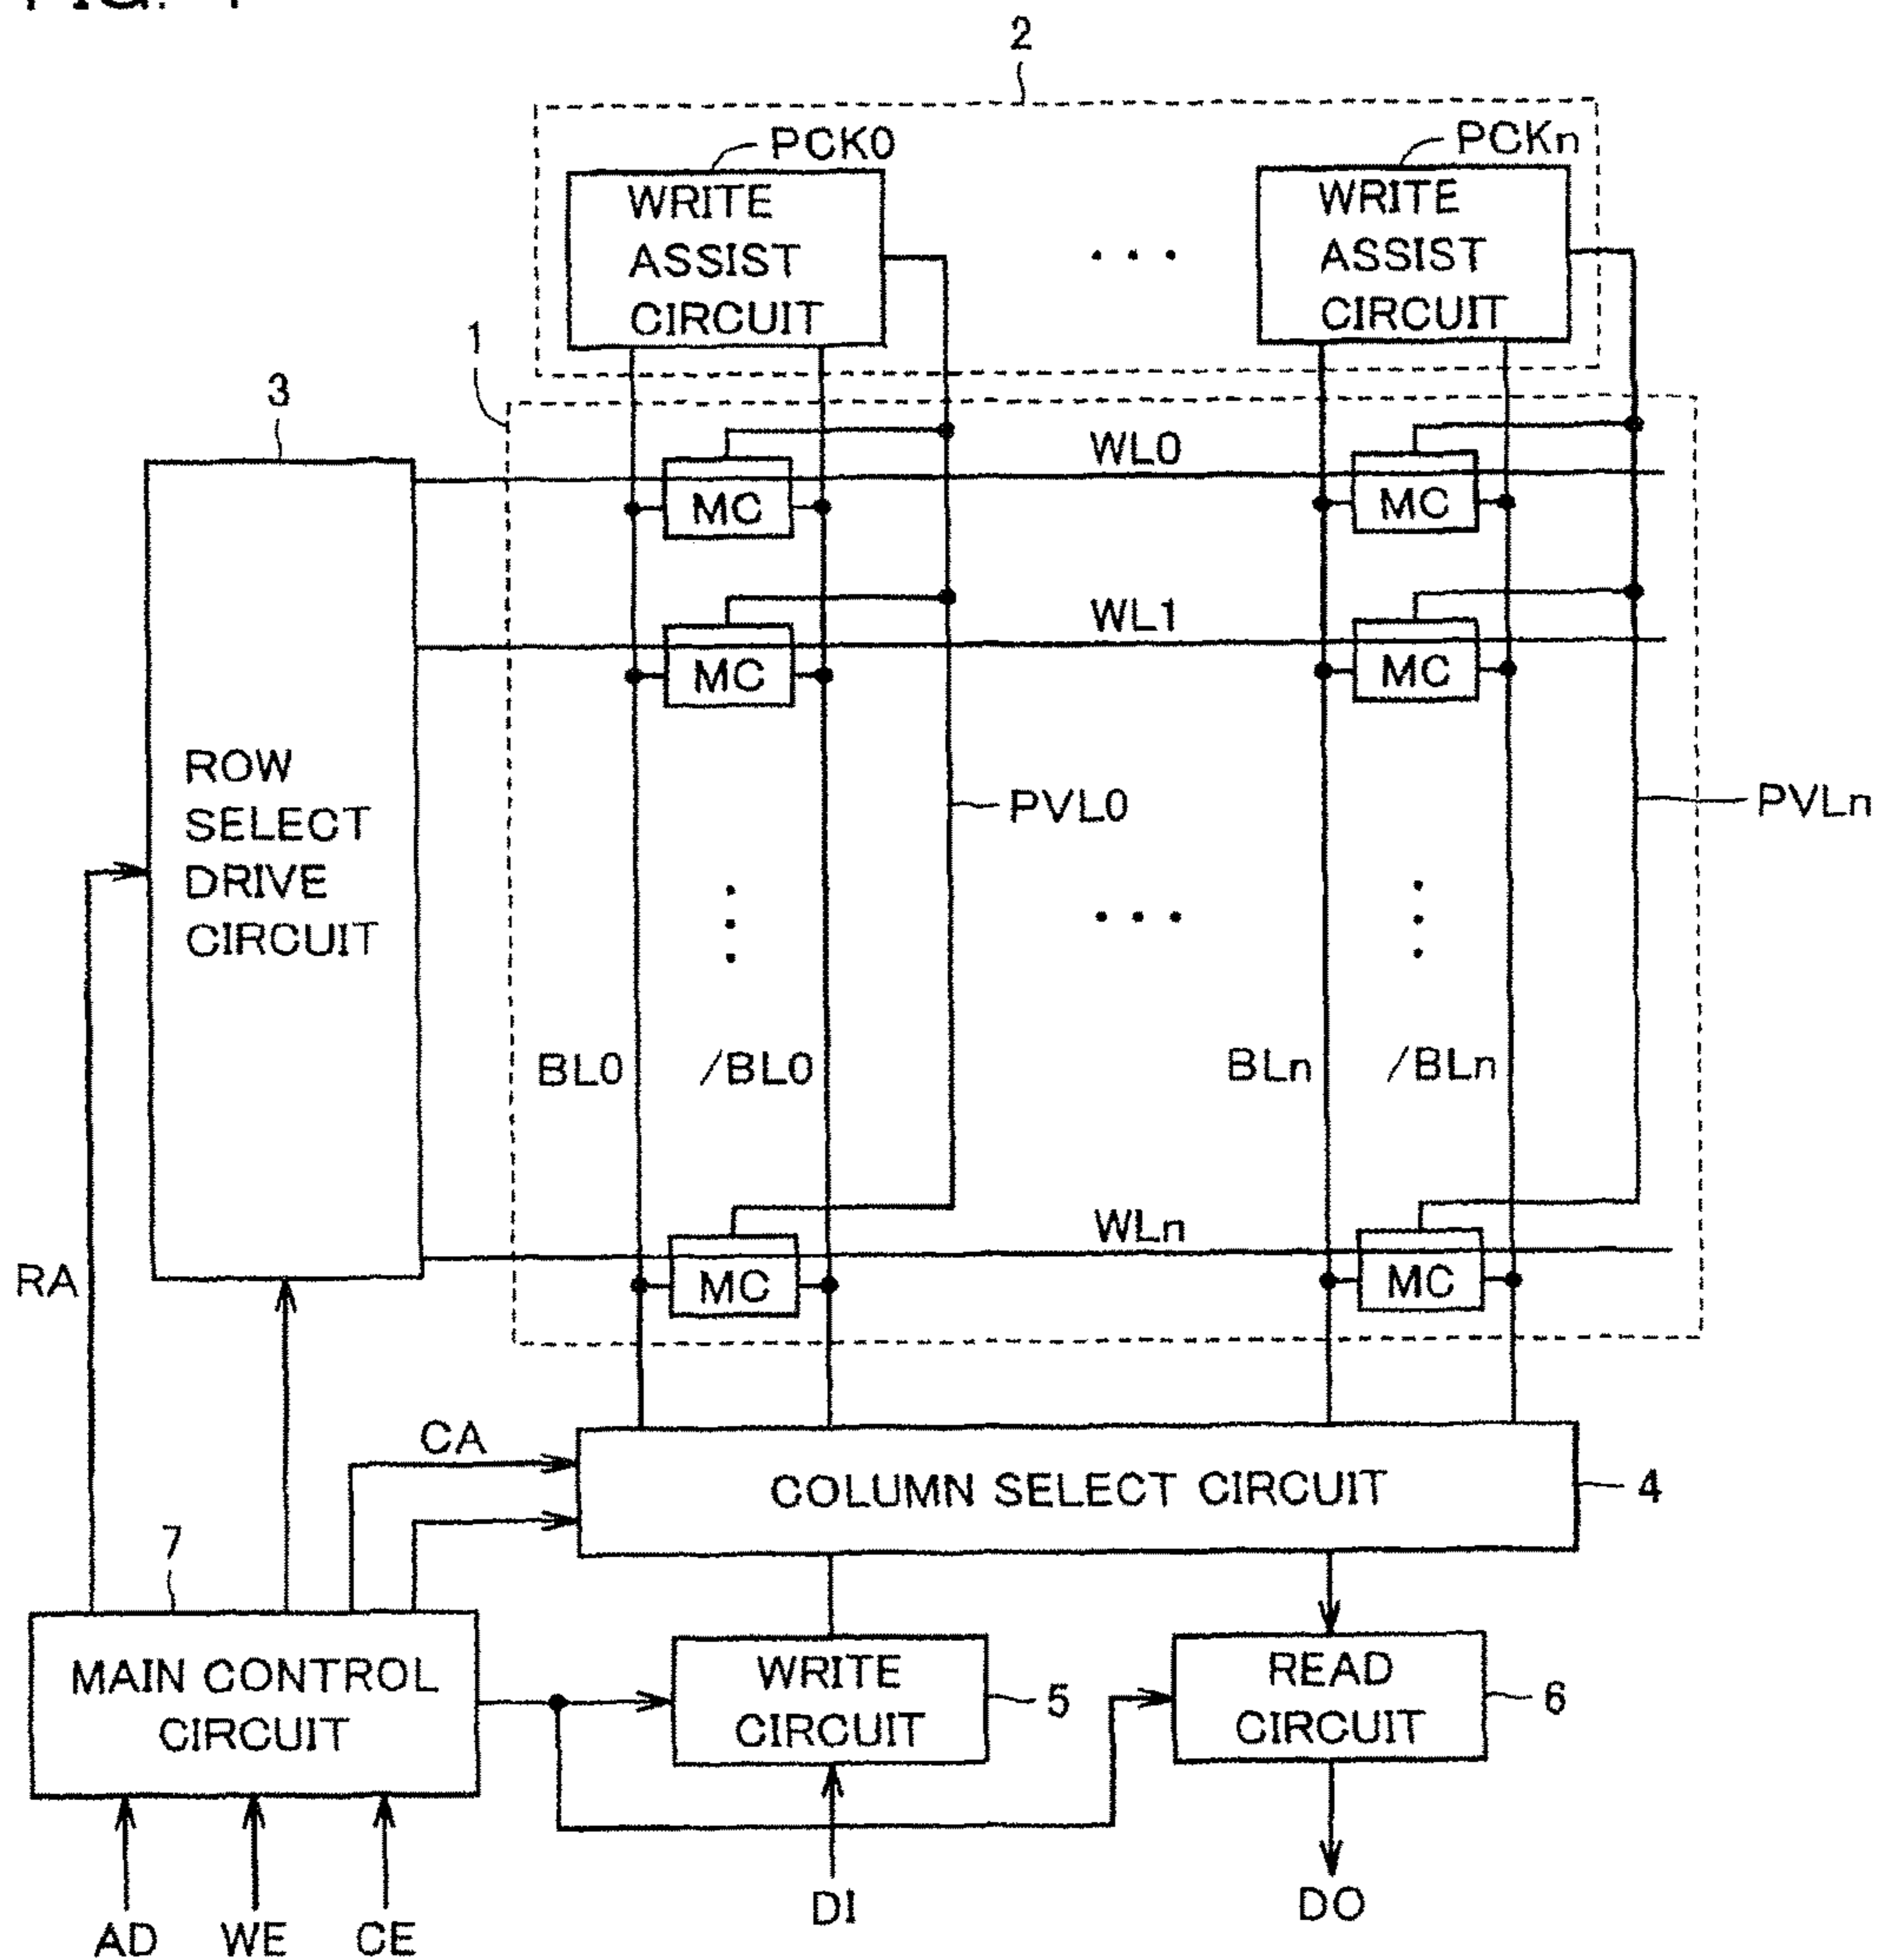 2
PCK0
PCKn
WRITE
ASSIST
CIRCUIT
WRITE
ASSIST
CIRCUIT
1
3
WL0
MC
MC
WL1
MC
MC
ROW
SELECT
DRIVE
CIRCUIT
PVL0
PVLn
BL0
/BL0
BLn
/BLn
WLn
MC
MC
RA
CA
COLUMN SELECT CIRCUIT
4
7
MAIN CONTROL
CIRCUIT
WRITE
CIRCUIT
5
READ
CIRCUIT
6
AD
WE
CE
DI
DO